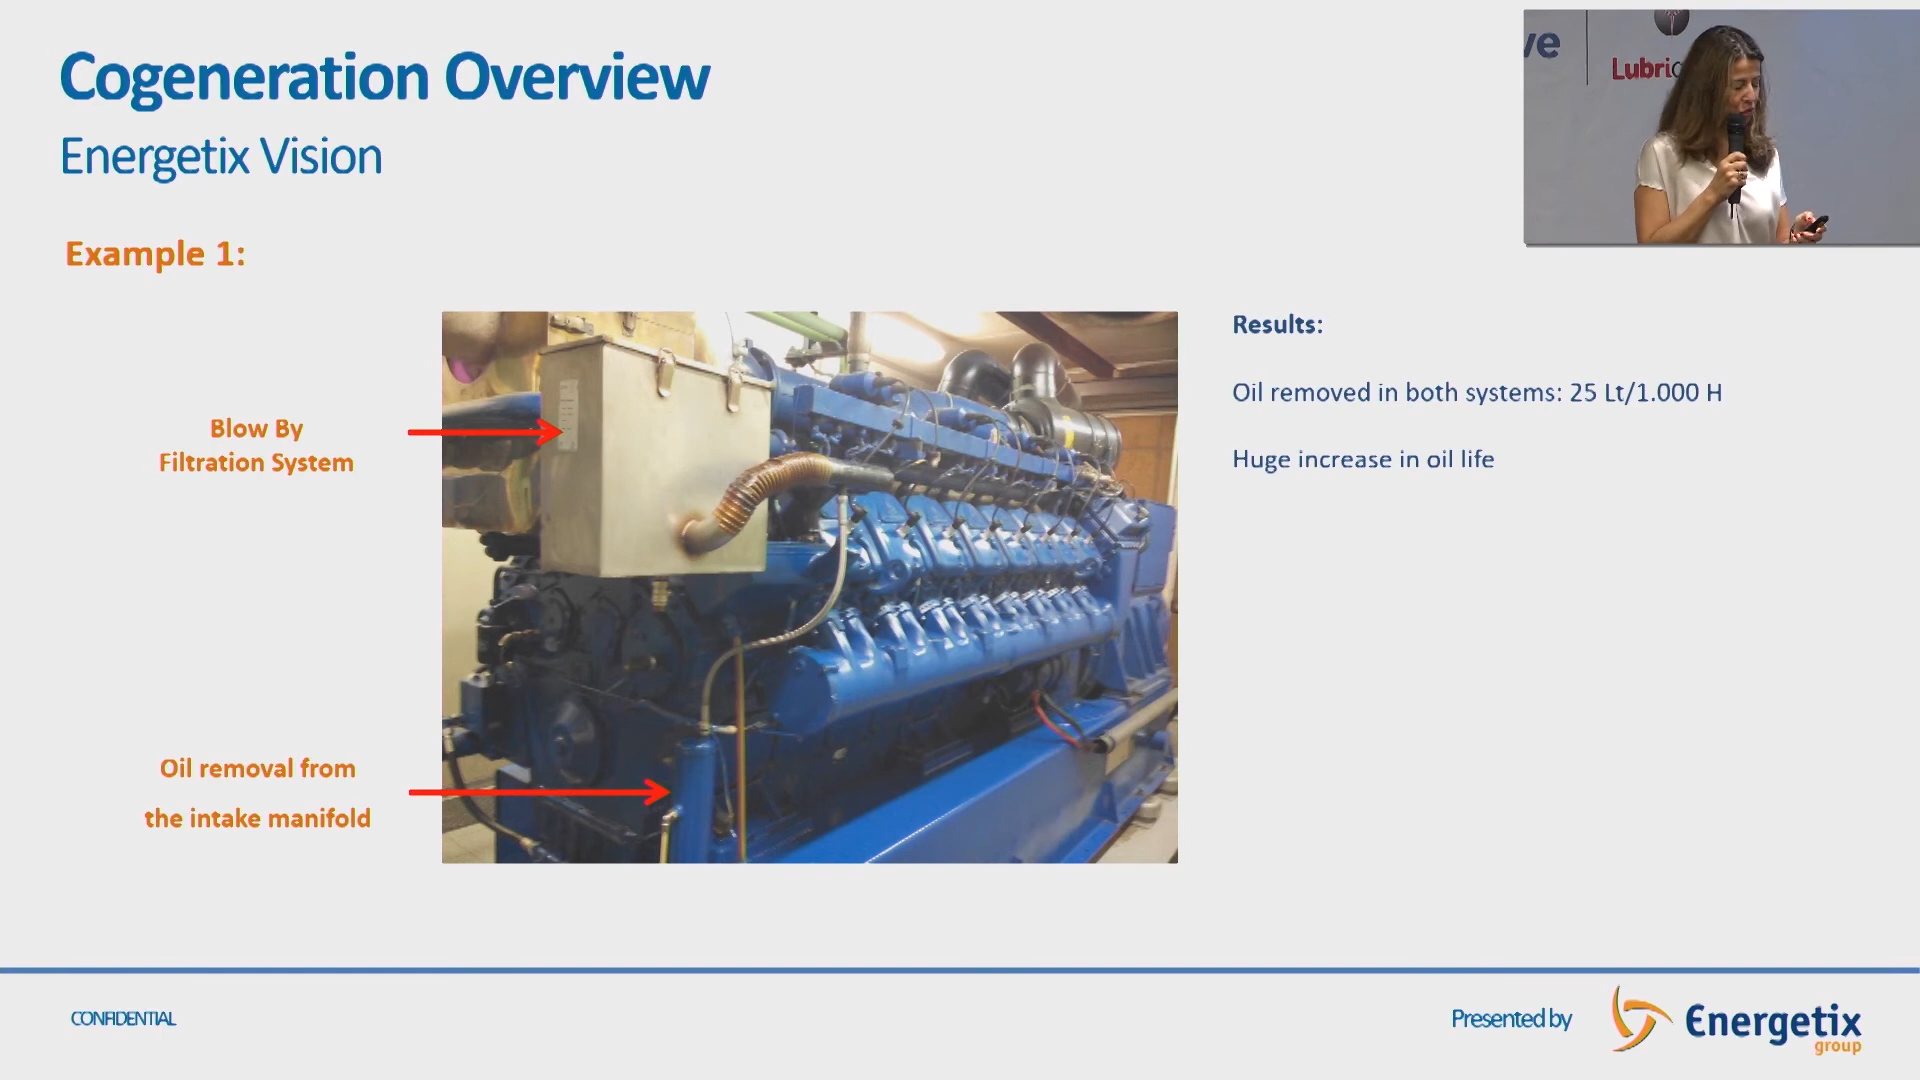 Cogeneration Overview
Energetix Vision
Example 1:
Blow By
Filtration System
Oil removal from
the intake manifold
Results:
Oil removed in both systems: 25 Lt/1.000 H
Huge increase in oil life
CONFIDENTIAL
Presented by
Energetix
group